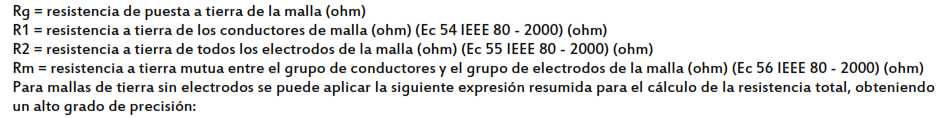 Rg = resistencia de puesta a tierra de la malla (ohm)
R1 = resistencia a tierra de los conductores de malla (ohm) (Ec 54 IEEE 80 - 2000) (ohm)
R2 = resistencia a tierra de todos los electrodos de la malla (ohm) (Ec 55 IEEE 80 - 2000) (ohm)
Rm = resistencia a tierra mutua entre el grupo de conductores y el grupo de electrodos de la malla (ohm) (Ec 56 IEEE 80 - 2000) (ohm)
Para mallas de tierra sin electrodos se puede aplicar la siguiente expresión resumida para el cálculo de la resistencia total, obteniendo
un alto grado de precisión: